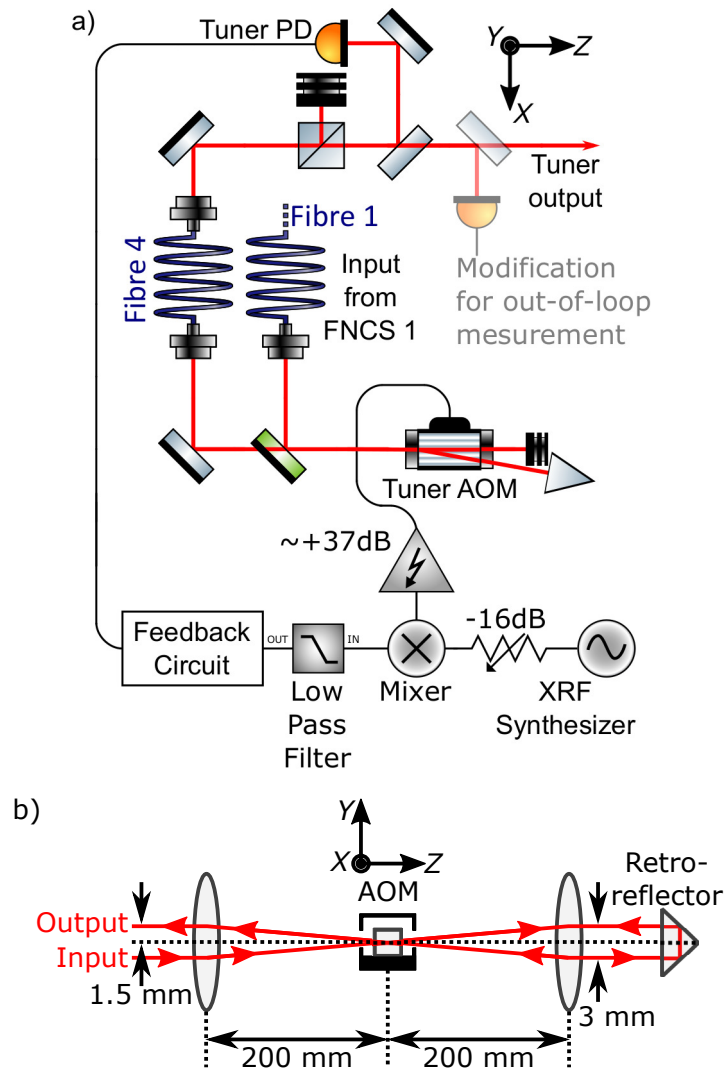 a)
Tuner PD
Y
Z
X
Tuner
output
Fibre 4
Fibre 1
Input
from
FNCS 1
Modification
for out-of-loop
mesurement
Tuner AOM
~+37dB
-16dB
Feedback
Circuit
OUT
IN
Low
Pass
Filter
Mixer
XRF
Synthesizer
b)
Y
X
Z
AOM
Retro-
reflector
Output
Input
1.5 mm
3 mm
200 mm
200 mm